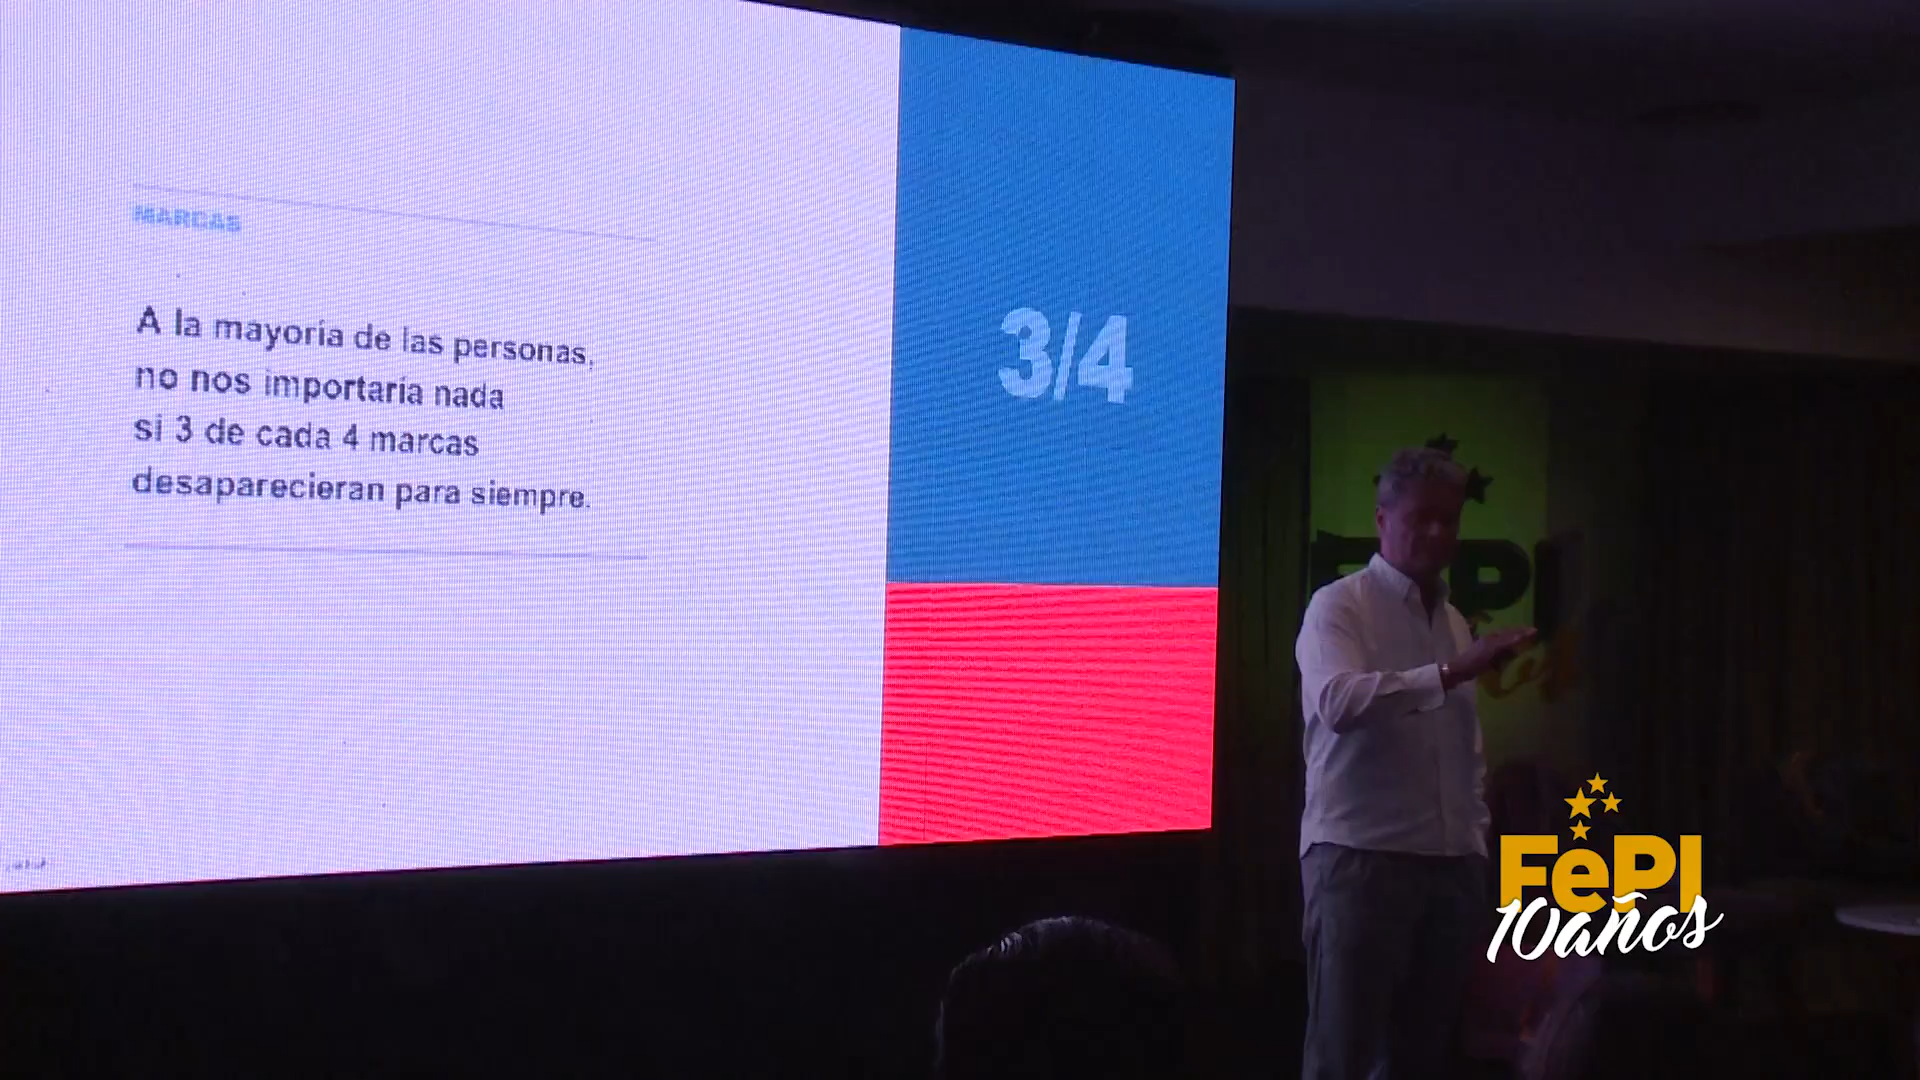 MARCAS
A la mayoría de las personas,
no nos importaría nada
si 3 de cada 4 marcas
desaparecieran para siempre.
3/4
FePI
10años